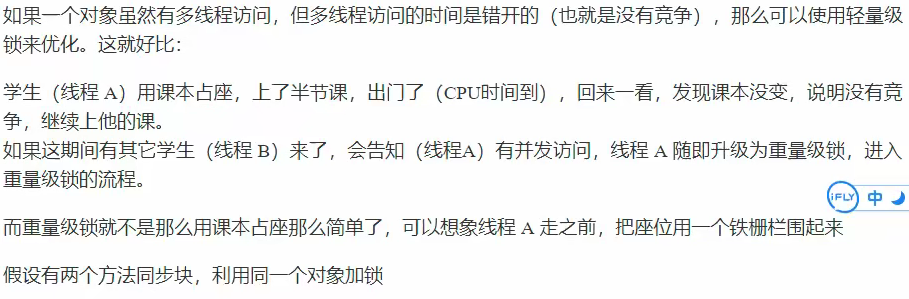 如果一个对象虽然有多线程访问，但多线程访问的时间是错开的（也就是没有竞争），那么可以使用轻量级
锁来优化。这就好比：
学生（线程 A）用课本占座，上了半节课，出门了（CPU时间到），回来一看，发现课本没变，说明没有竞
争，继续上他的课。
如果这期间有其它学生（线程 B）来了，会告知（线程A）有并发访问，线程 A 随即升级为重量级锁，进入
重量级锁的流程。
iFLY 中
而重量级锁就不是那么用课本占座那么简单了，可以想象线程 A 走之前，把座位用一个铁栅栏围起来
假设有两个方法同步块，利用同一个对象加锁